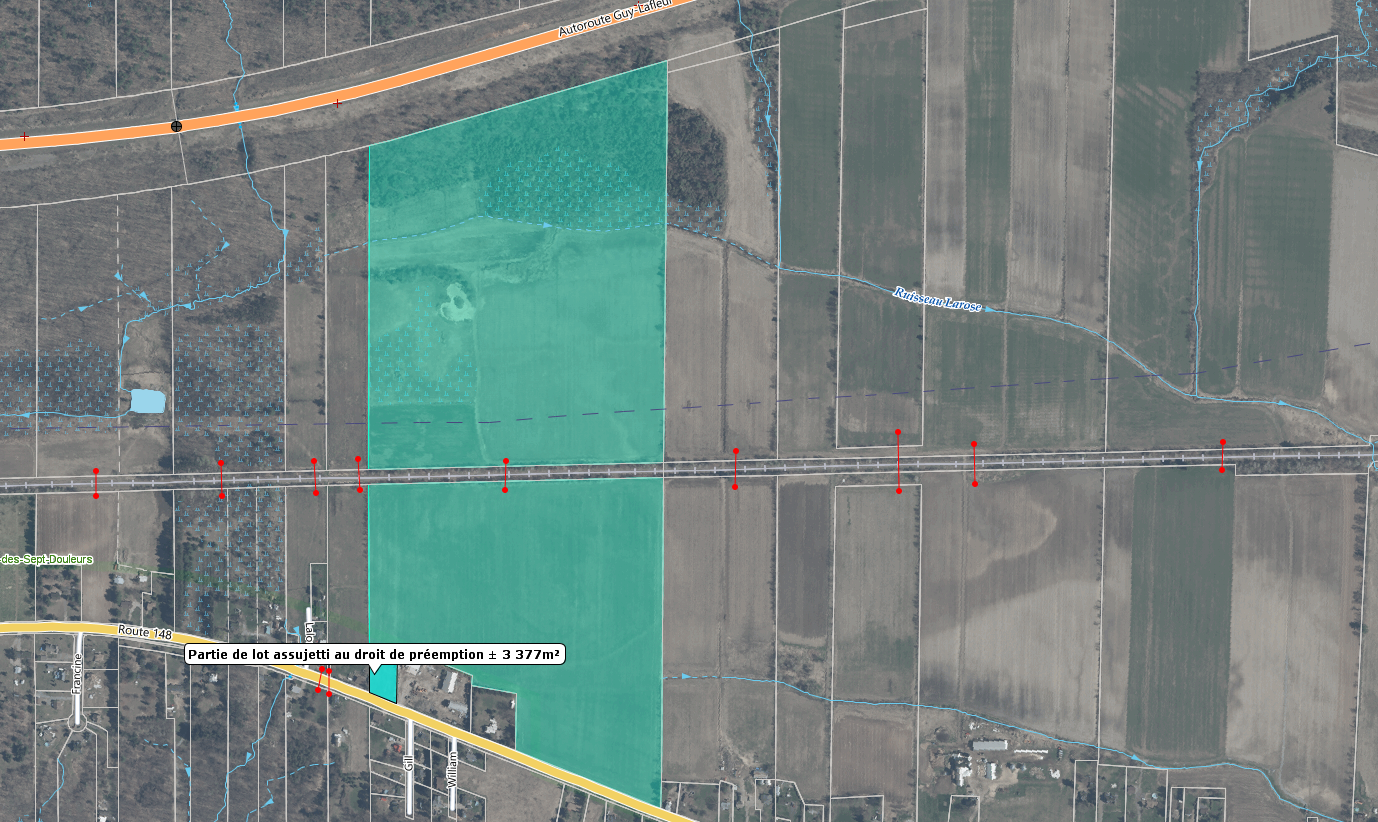 Autoroute Guy-Lafleur
Ruisseau Larose
-des-Sept-Douleurs
Route 148
Partie de lot assujetti au droit de préemption ± 3 377m²
Francine
Gill
William